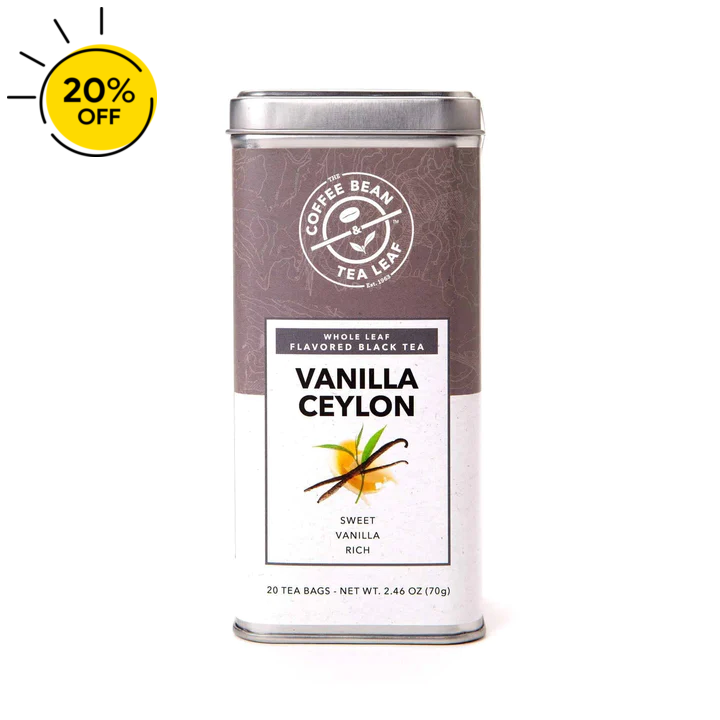 20%
OFF
THE
COFFEE BEAN
&
TEA LEAF
™
Est. 1963
WHOLE LEAF
FLAVORED BLACK TEA
VANILLA
CEYLON
SWEET
VANILLA
RICH
20 TEA BAGS - NET WT. 2.46 OZ (70g)